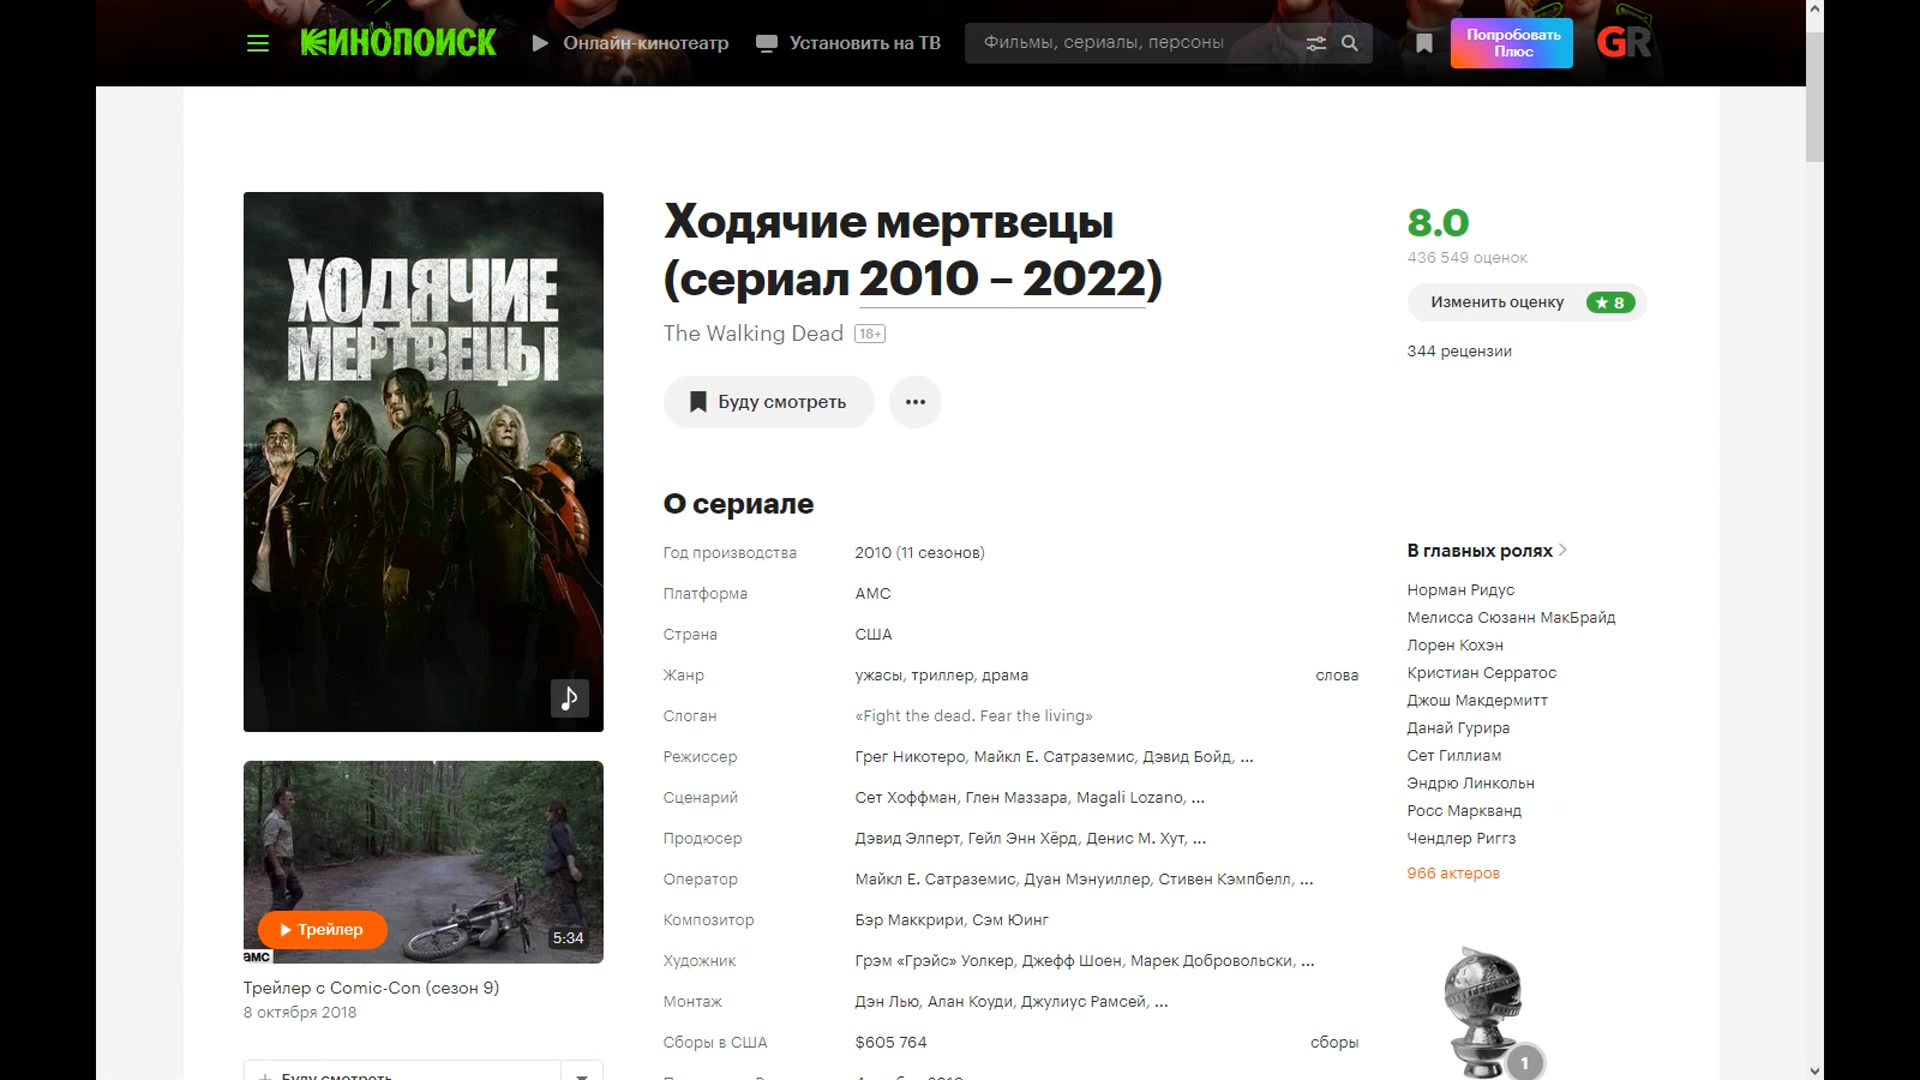 КИНОПОИСК
Онлайн-кинотеатр
Установить на ТВ
Фильмы, сериалы, персоны
Попробовать
Плюс
GR
ХОДЯЧИЕ
МЕРТВЕЦЫ
Ходячие мертвецы
(сериал 2010 – 2022)
The Walking Dead 18+
Буду смотреть
8.0
436 549 оценок
Изменить оценку ★ 8
344 рецензии
О сериале
Год производства 2010 (11 сезонов)
Платформа AMC
Страна США
Жанр ужасы, триллер, драма слова
Слоган «Fight the dead. Fear the living»
Режиссер Грег Никотеро, Майкл Е. Сатраземис, Дэвид Бойд, ...
Сценарий Сет Хоффман, Глен Маззара, Magali Lozano, ...
Продюсер Дэвид Элперт, Гейл Энн Хёрд, Денис М. Хут, ...
Оператор Майкл Е. Сатраземис, Дуан Мэнуиллер, Стивен Кэмпбелл, ...
Композитор Бэр Маккрири, Сэм Юинг
Художник Грэм «Грэйс» Уолкер, Джефф Шоен, Марек Добровольски, ...
Монтаж Дэн Лью, Алан Коуди, Джулиус Рамсей, ...
Сборы в США $605 764 сборы
В главных ролях
Норман Ридус
Мелисса Сюзанн МакБрайд
Лорен Кохэн
Кристиан Серратос
Джош Макдермитт
Данай Гурира
Сет Гиллиам
Эндрю Линкольн
Росс Маркванд
Чендлер Риггз
966 актеров
1
Трейлер
5:34
aмc
Трейлер с Comic-Con (сезон 9)
8 октября 2018
Буду смотреть